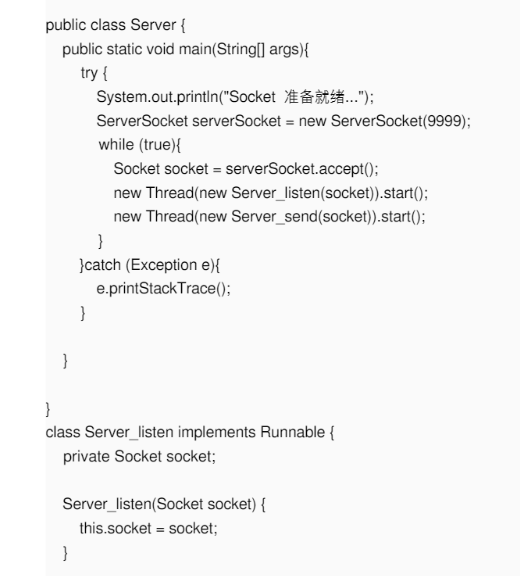 public class Server {
public static void main(String[] args){
try {
System.out.println("Socket 准备就绪...");
ServerSocket serverSocket = new ServerSocket(9999);
while (true){
Socket socket = serverSocket.accept();
new Thread(new Server_listen(socket)).start();
new Thread(new Server_send(socket)).start();
}
}catch (Exception e){
e.printStackTrace();
}
}
}
class Server_listen implements Runnable {
private Socket socket;
Server_listen(Socket socket) {
this.socket = socket;
}